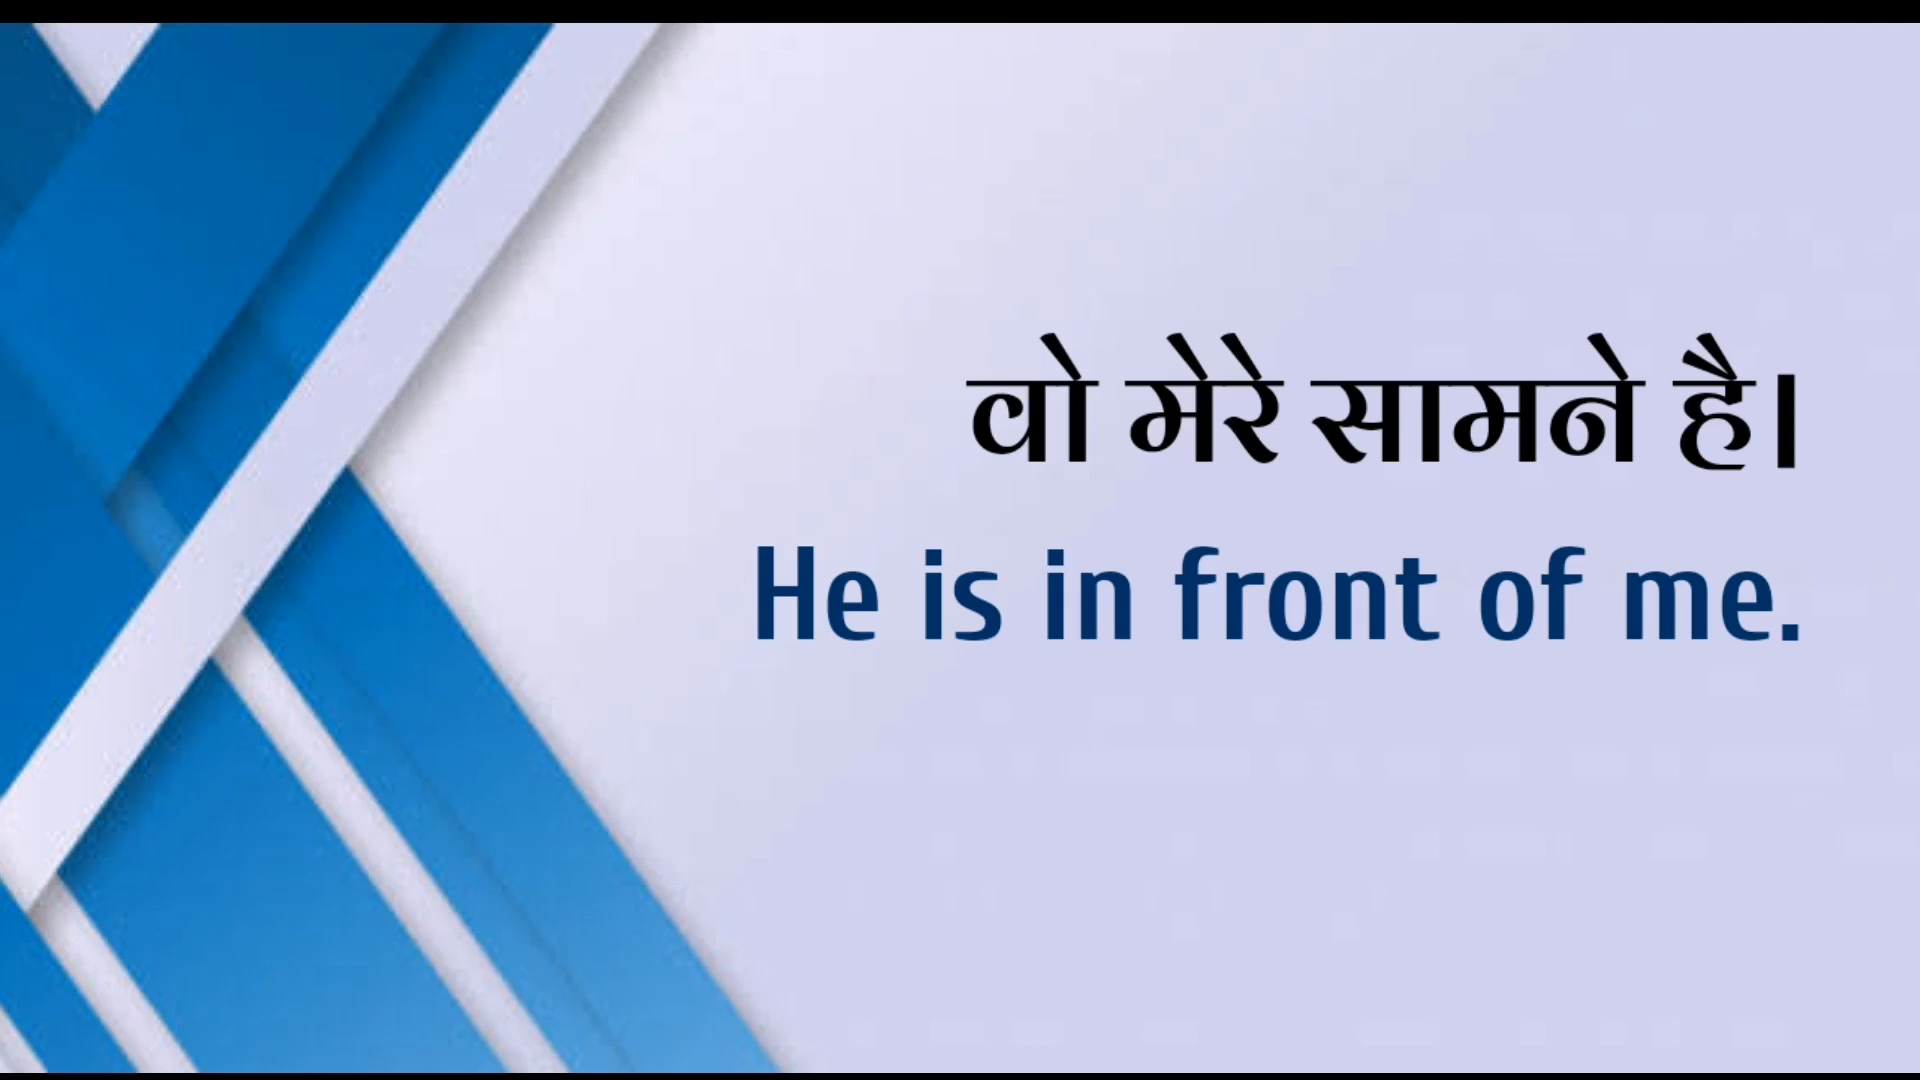 वो मेरे सामने है।
He is in front of me.